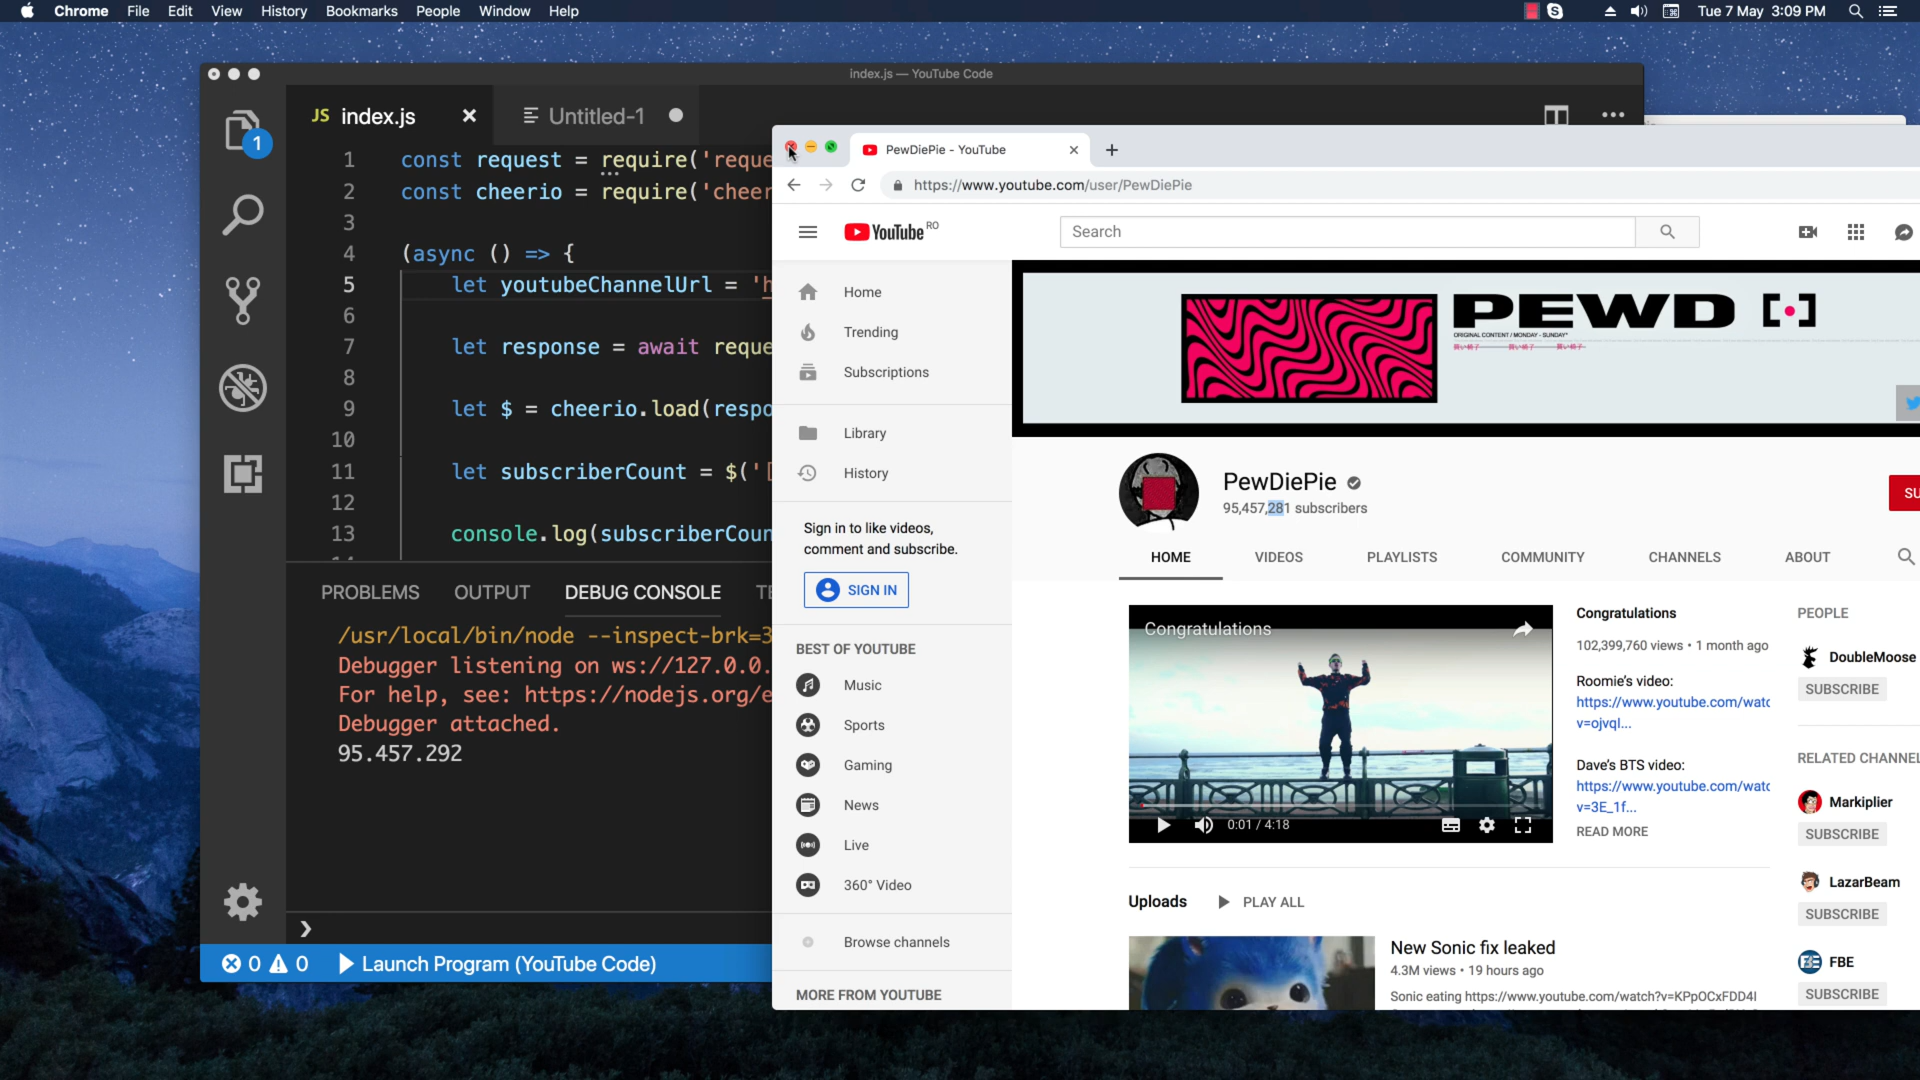 Chrome File Edit View History Bookmarks People Window Help
Tue 7 May 3:09 PM
index.js — YouTube Code
JS index.js
Untitled-1
1 const request = require('reque
2 const cheerio = require('cheer
3
4 (async () => {
5 let youtubeChannelUrl = 'h
6
7 let response = await reque
8
9 let $ = cheerio.load(respo
10
11 let subscriberCount = $('[
12
13 console.log(subscriberCoun
PROBLEMS OUTPUT DEBUG CONSOLE TE
/usr/local/bin/node --inspect-brk=3
Debugger listening on ws://127.0.0.
For help, see: https://nodejs.org/e
Debugger attached.
95.457.292
0 0 Launch Program (YouTube Code)
1
PewDiePie - YouTube
https://www.youtube.com/user/PewDiePie
YouTube RO
Search
Home
Trending
Subscriptions
Library
History
Sign in to like videos,
comment and subscribe.
SIGN IN
BEST OF YOUTUBE
Music
Sports
Gaming
News
Live
360° Video
Browse channels
MORE FROM YOUTUBE
PEWD
ORIGINAL CONTENT / MONDAY - SUNDAY*
PewDiePie
95,457,281 subscribers
SU
HOME VIDEOS PLAYLISTS COMMUNITY CHANNELS ABOUT
Congratulations
0:01 / 4:18
Congratulations
102,399,760 views • 1 month ago
Roomie's video:
https://www.youtube.com/watc
v=ojvql...
Dave's BTS video:
https://www.youtube.com/watc
v=3E_1f...
READ MORE
PEOPLE
DoubleMoose
SUBSCRIBE
RELATED CHANNEL
Markiplier
SUBSCRIBE
LazarBeam
SUBSCRIBE
FBE
SUBSCRIBE
Uploads PLAY ALL
New Sonic fix leaked
4.3M views • 19 hours ago
Sonic eating https://www.youtube.com/watch?v=KPpOCxFDD4I